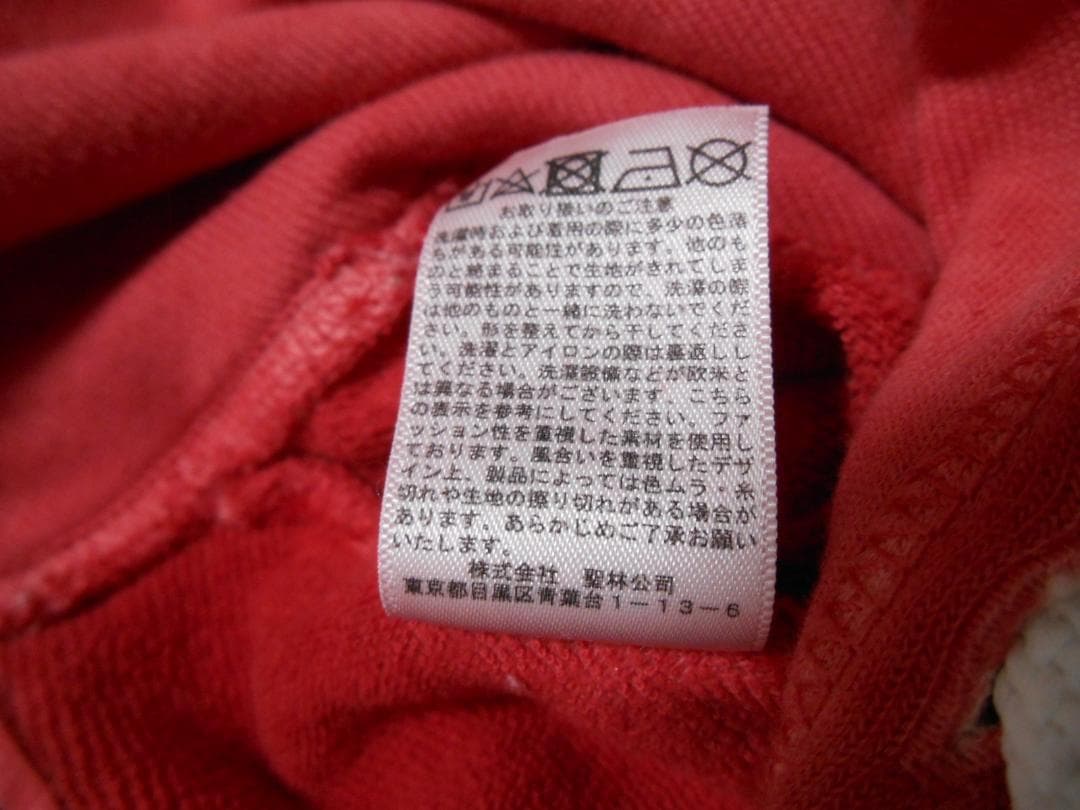 お取り扱いのご注意
洗濯時および着用の際に多少の色落
ちがある可能性があります。他のも
のと絡まることで生地がきれてしま
う可能性がありますので、洗濯の際
は他のものと一緒に洗わないでくだ
さい。形を整えてから干してくださ
い。洗濯とアイロンの際は裏返しし
てください。洗濯設備などが欧米と
は異なる場合がございます　こちら
の表示を参考にしてください。ファ
ッション性を重視した素材を使用し
ております。風合いを重視したデザ
イン上、製品によっては色ムラ・糸
切れや生地の擦り切れがある場合が
あります。あらかじめご了承お願い
いたします。
株式会社　聖林公司
東京都目黒区青葉台1－13－6